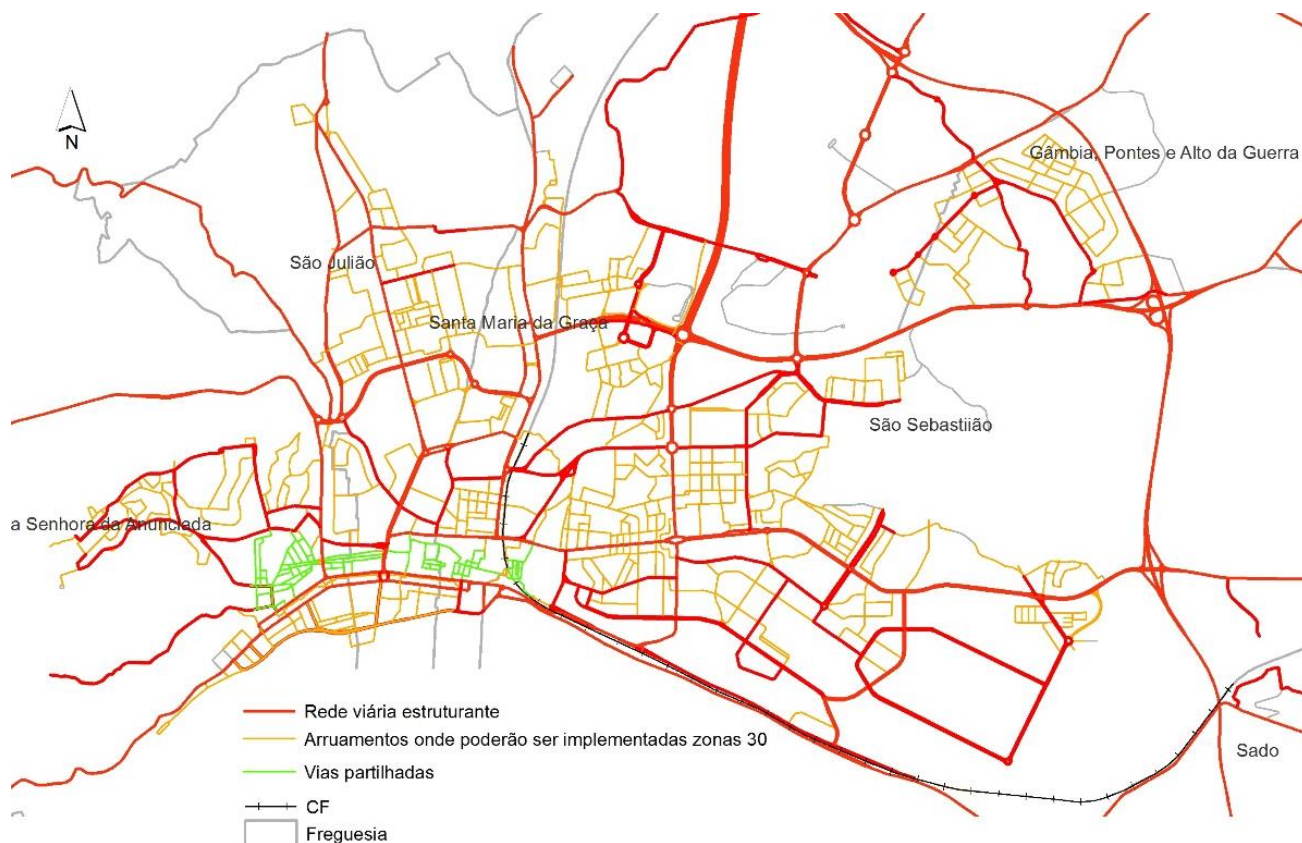 N
Gâmbia, Pontes e Alto da Guerra
São Julião
Santa Maria da Graça
São Sebastiião
a Senhora da Anunciada
Rede viária estruturante
Arruamentos onde poderão ser implementadas zonas 30
Vias partilhadas
CF
Freguesia
Sado